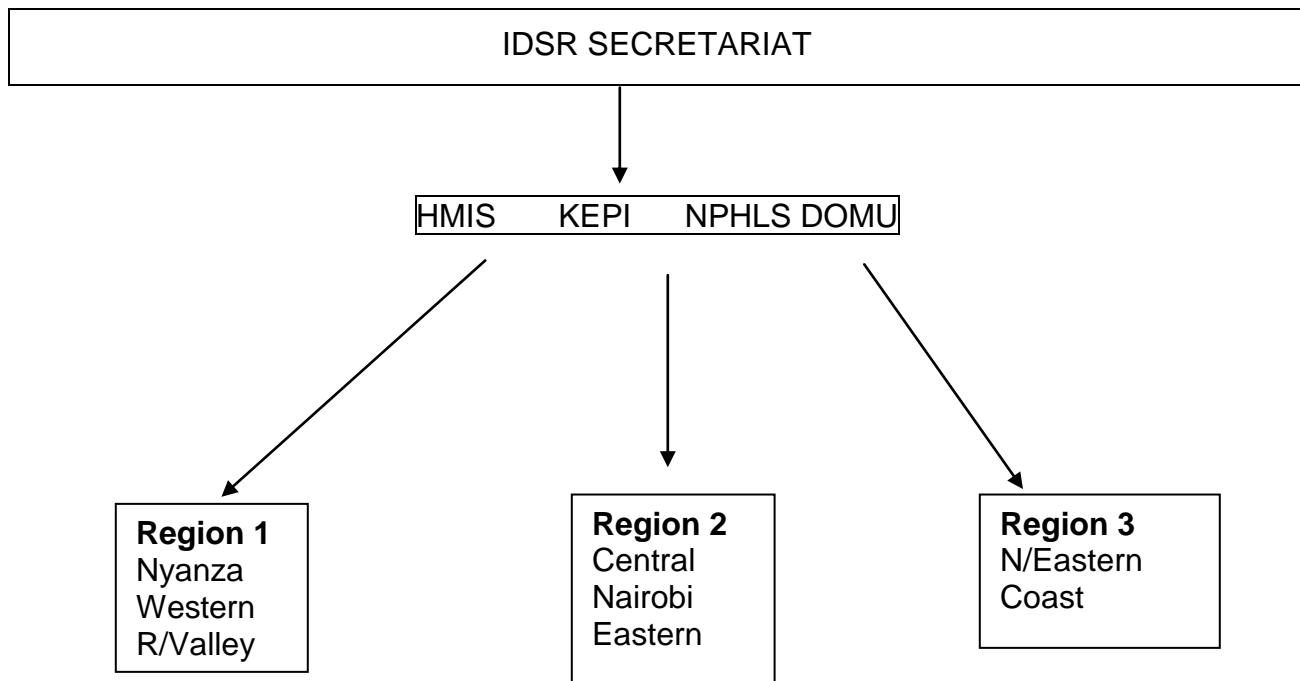 IDSR SECRETARIAT
HMIS KEPI NPHLS DOMU
Region 1
Nyanza
Western
R/Valley
Region 2
Central
Nairobi
Eastern
Region 3
N/Eastern
Coast